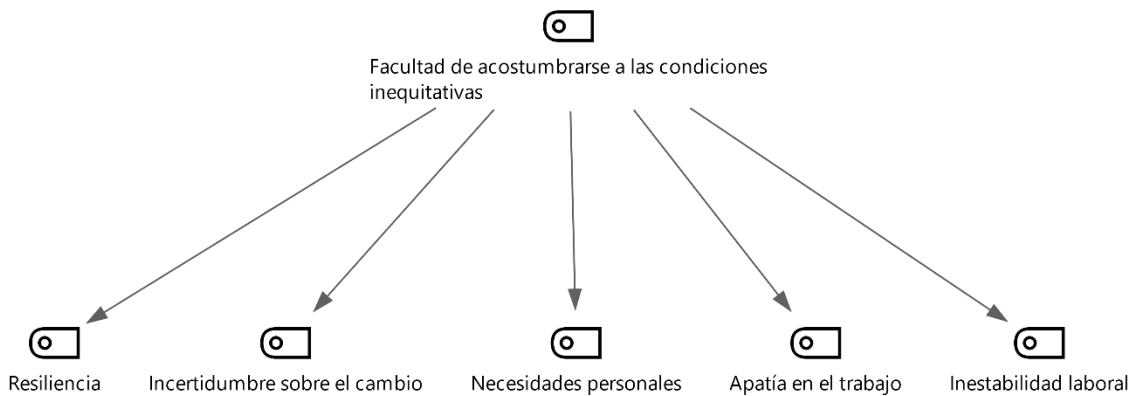 Facultad de acostumbrarse a las condiciones
inequitativas
Resiliencia
Incertidumbre sobre el cambio
Necesidades personales
Apatía en el trabajo
Inestabilidad laboral